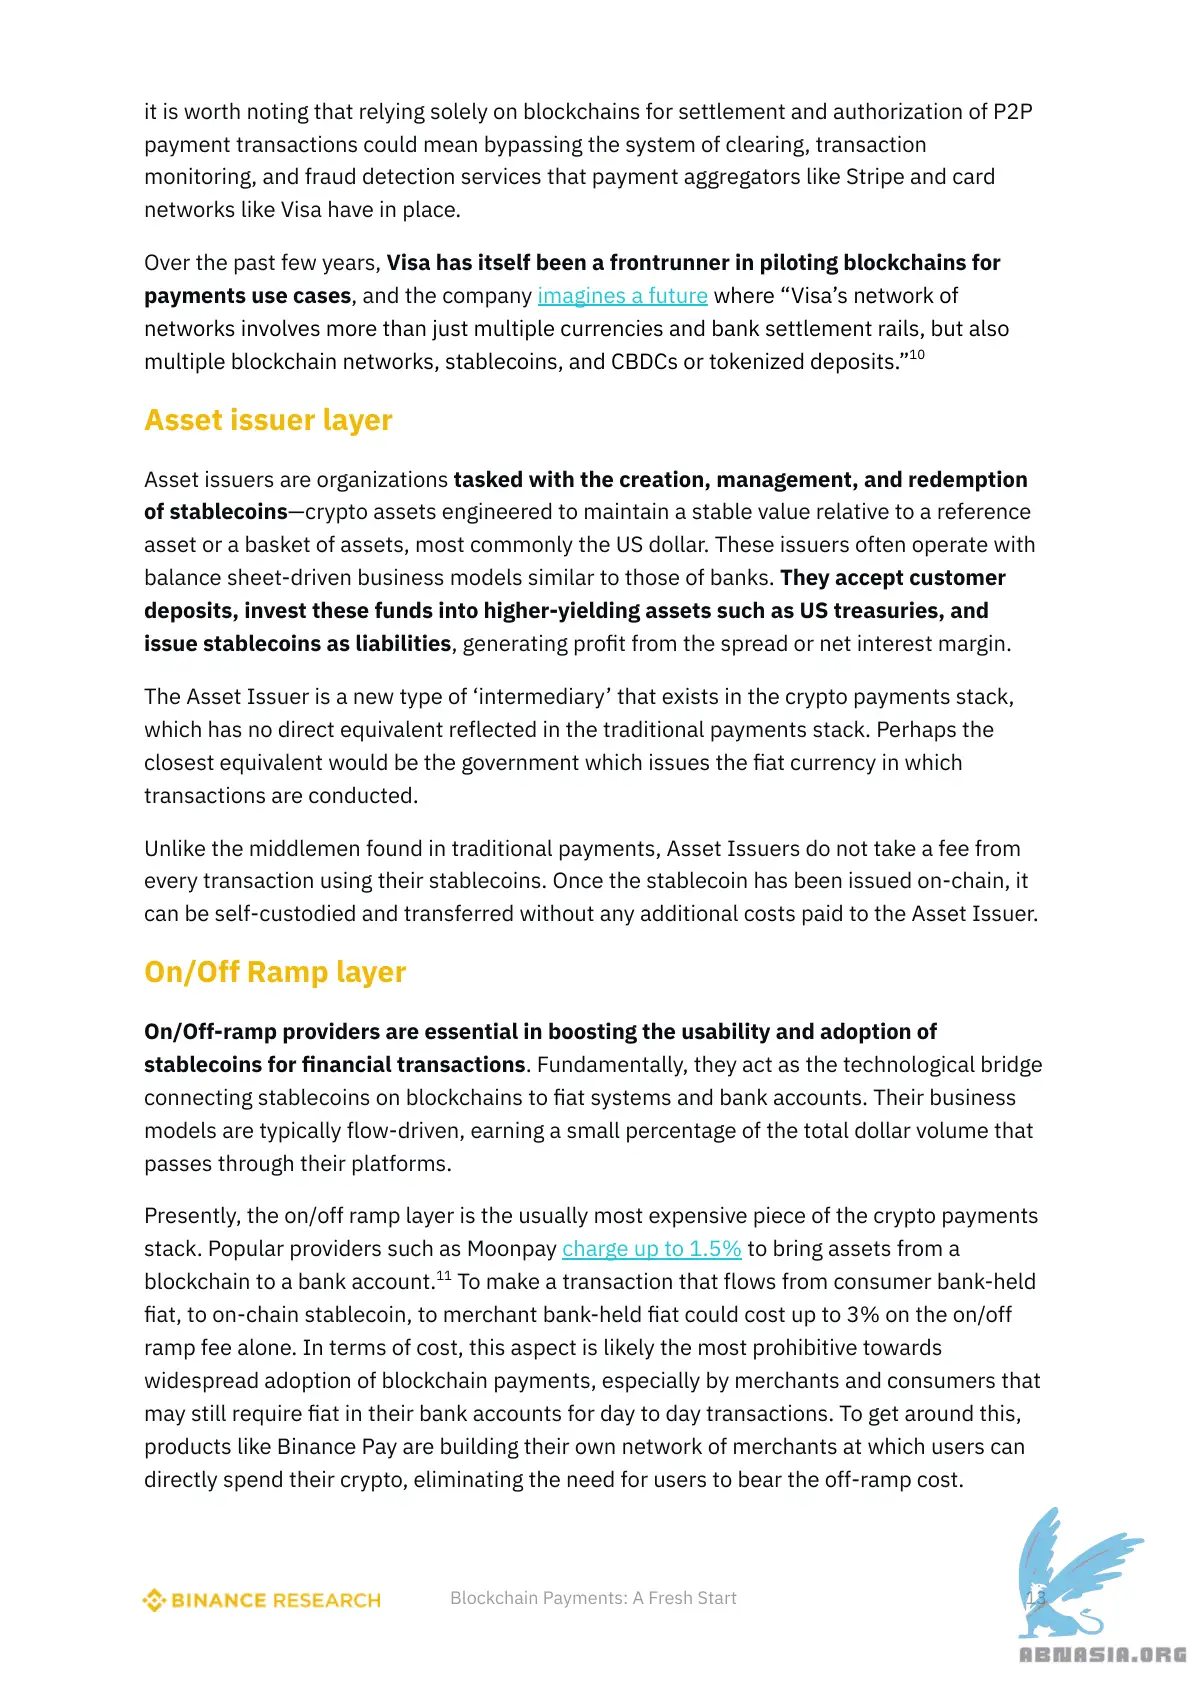 it is worth noting that relying solely on blockchains for settlement and authorization of P2P
payment transactions could mean bypassing the system of clearing, transaction
monitoring, and fraud detection services that payment aggregators like Stripe and card
networks like Visa have in place.
Over the past few years, Visa has itself been a frontrunner in piloting blockchains for
payments use cases, and the company imagines a future where “Visa’s network of
networks involves more than just multiple currencies and bank settlement rails, but also
multiple blockchain networks, stablecoins, and CBDCs or tokenized deposits.”10
Asset issuer layer
Asset issuers are organizations tasked with the creation, management, and redemption
of stablecoins—crypto assets engineered to maintain a stable value relative to a reference
asset or a basket of assets, most commonly the US dollar. These issuers often operate with
balance sheet-driven business models similar to those of banks. They accept customer
deposits, invest these funds into higher-yielding assets such as US treasuries, and
issue stablecoins as liabilities, generating profit from the spread or net interest margin.
The Asset Issuer is a new type of ‘intermediary’ that exists in the crypto payments stack,
which has no direct equivalent reflected in the traditional payments stack. Perhaps the
closest equivalent would be the government which issues the fiat currency in which
transactions are conducted.
Unlike the middlemen found in traditional payments, Asset Issuers do not take a fee from
every transaction using their stablecoins. Once the stablecoin has been issued on-chain, it
can be self-custodied and transferred without any additional costs paid to the Asset Issuer.
On/Off Ramp layer
On/Off-ramp providers are essential in boosting the usability and adoption of
stablecoins for financial transactions. Fundamentally, they act as the technological bridge
connecting stablecoins on blockchains to fiat systems and bank accounts. Their business
models are typically flow-driven, earning a small percentage of the total dollar volume that
passes through their platforms.
Presently, the on/off ramp layer is the usually most expensive piece of the crypto payments
stack. Popular providers such as Moonpay charge up to 1.5% to bring assets from a
blockchain to a bank account.11 To make a transaction that flows from consumer bank-held
fiat, to on-chain stablecoin, to merchant bank-held fiat could cost up to 3% on the on/off
ramp fee alone. In terms of cost, this aspect is likely the most prohibitive towards
widespread adoption of blockchain payments, especially by merchants and consumers that
may still require fiat in their bank accounts for day to day transactions. To get around this,
products like Binance Pay are building their own network of merchants at which users can
directly spend their crypto, eliminating the need for users to bear the off-ramp cost.
BINANCE RESEARCH
Blockchain Payments: A Fresh Start
13
ABNASIA.ORG